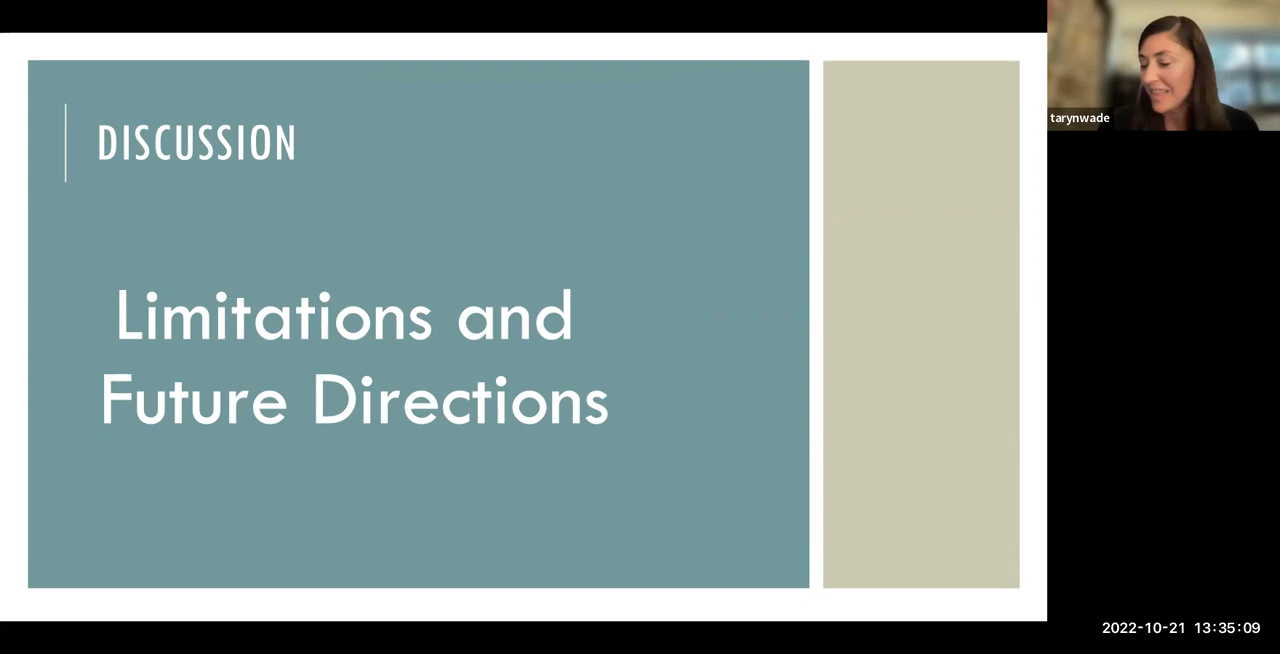 DISCUSSION
Limitations and
Future Directions
tarynwade
2022-10-21 13:35:09